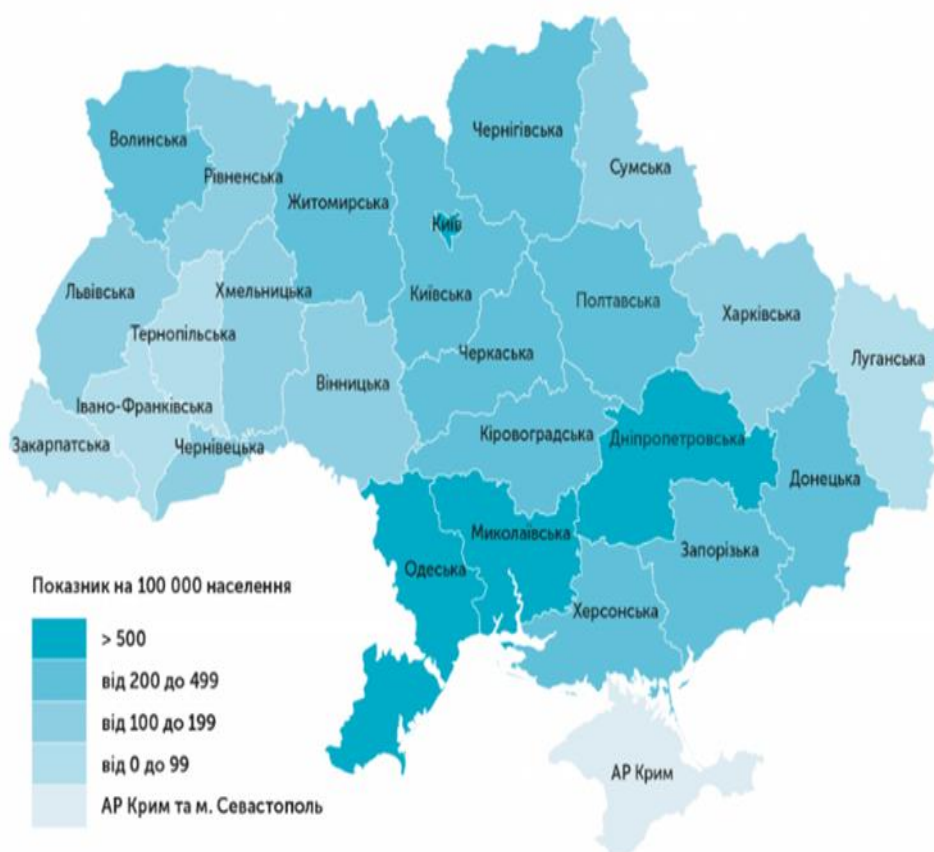 Чернігівська
Волинська
Сумська
Рівненська
Житомирська
Київ
Львівська
Хмельницька
Київська
Полтавська
Харківська
Тернопільська
Черкаська
Луганська
Вінницька
Івано-Франківська
Закарпатська
Чернівецька
Кіровоградська
Дніпропетровська
Донецька
Миколаївська
Запорізька
Одеська
Херсонська
АР Крим
Показник на 100 000 населення
> 500
від 200 до 499
від 100 до 199
від 0 до 99
АР Крим та м. Севастополь